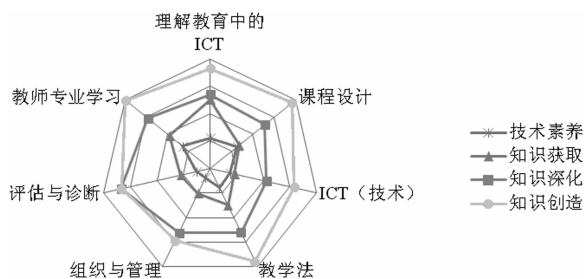 理解教育中的
ICT
教师专业学习
课程设计
评估与诊断
ICT（技术）
组织与管理
教学法
技术素养
知识获取
知识深化
知识创造